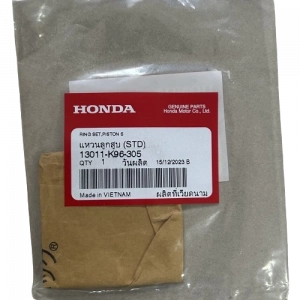 HONDA
GENUINE PARTS
Honda Motor Co., Ltd.
RING SET,PISTON S
แหวนลูกสูบ (STD)
13011-K96-305
QTY 1 วันผลิต 15/12/2023 B
Made in VIETNAM ผลิตที่เวียดนาม